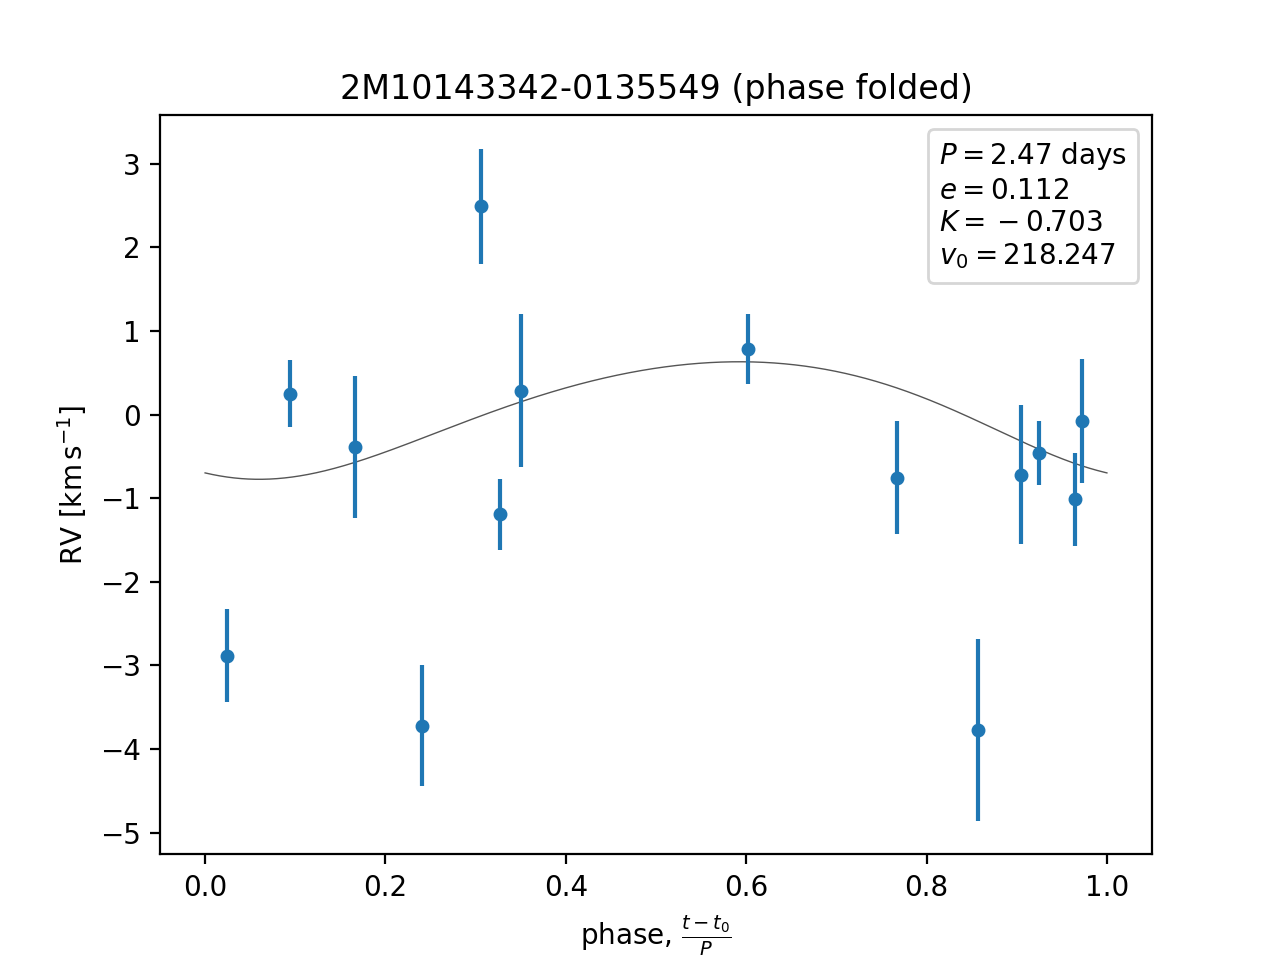 2M10143342-0135549 (phase folded)
P = 2.47 days
e = 0.112
K = −0.703
v₀ = 218.247
RV [km s⁻¹]
3
2
1
0
−1
−2
−3
−4
−5
0.0 0.2 0.4 0.6 0.8 1.0
phase, (t − t₀)/P